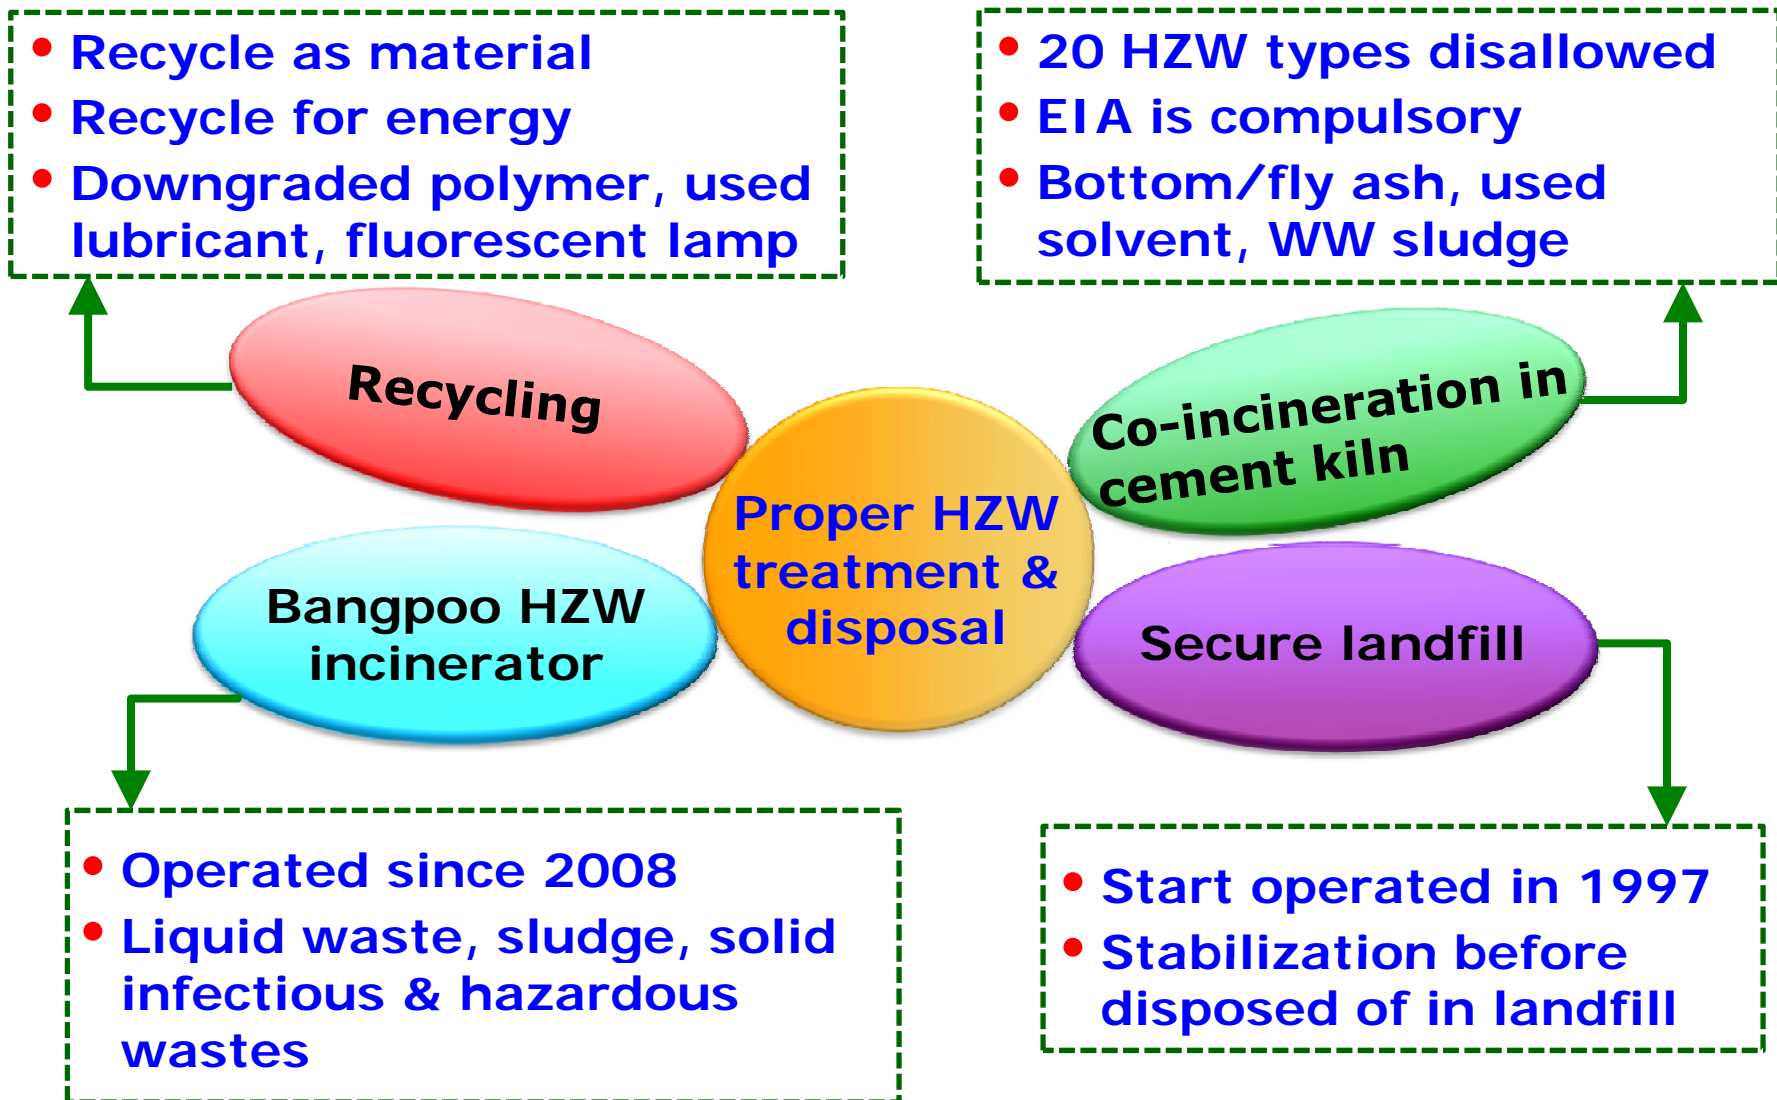 • Recycle as material
• Recycle for energy
• Downgraded polymer, used
lubricant, fluorescent lamp
• 20 HZW types disallowed
• EIA is compulsory
• Bottom/fly ash, used
solvent, WW sludge
Recycling
Co-incineration in
cement kiln
Proper HZW
treatment &
disposal
Bangpoo HZW
incinerator
Secure landfill
• Operated since 2008
• Liquid waste, sludge, solid
infectious & hazardous
wastes
• Start operated in 1997
• Stabilization before
disposed of in landfill